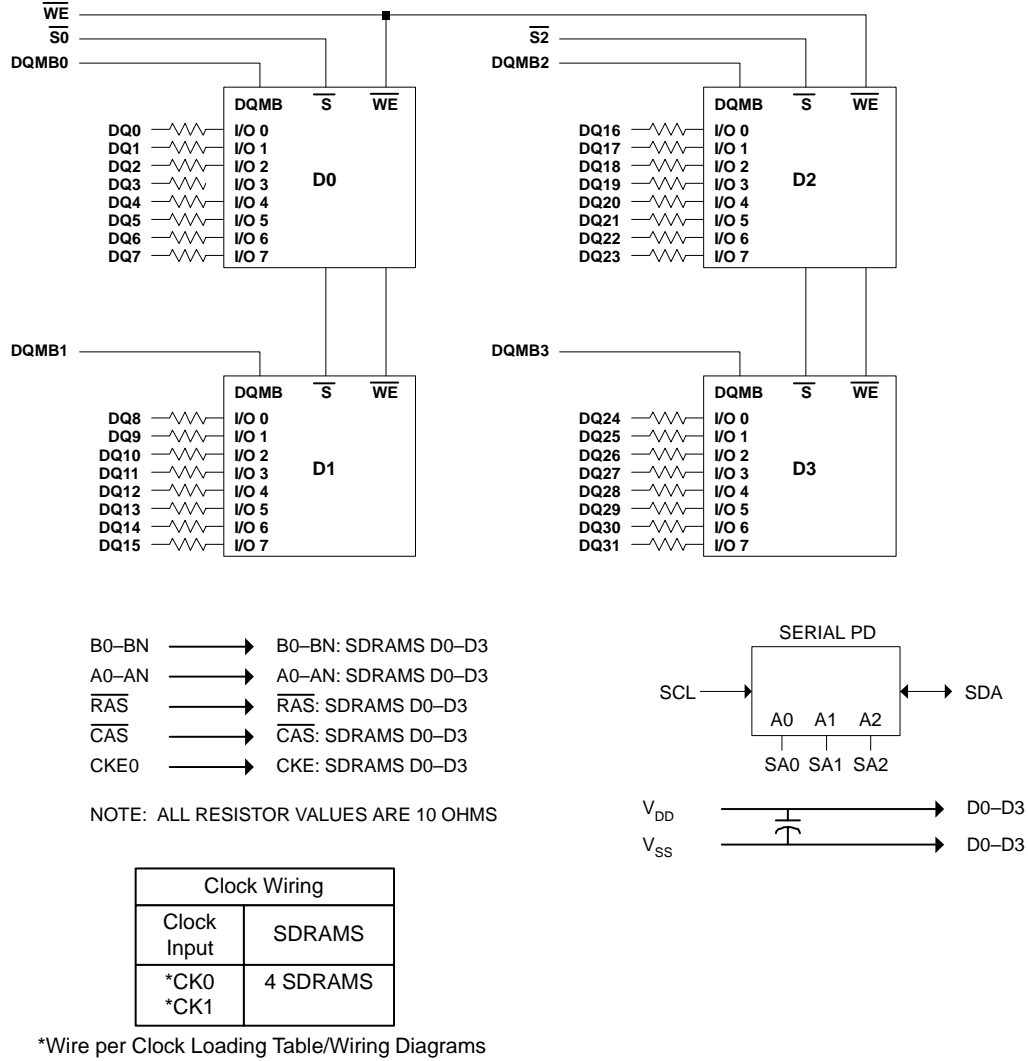 WE
S0
S2
DQMB0
DQMB2
DQMB S WE
DQ0 I/O 0
DQ1 I/O 1
DQ2 I/O 2
DQ3 I/O 3
DQ4 I/O 4
DQ5 I/O 5
DQ6 I/O 6
DQ7 I/O 7
D0
DQMB S WE
DQ16 I/O 0
DQ17 I/O 1
DQ18 I/O 2
DQ19 I/O 3
DQ20 I/O 4
DQ21 I/O 5
DQ22 I/O 6
DQ23 I/O 7
D2
DQMB1
DQMB S WE
DQ8 I/O 0
DQ9 I/O 1
DQ10 I/O 2
DQ11 I/O 3
DQ12 I/O 4
DQ13 I/O 5
DQ14 I/O 6
DQ15 I/O 7
D1
DQMB3
DQMB S WE
DQ24 I/O 0
DQ25 I/O 1
DQ26 I/O 2
DQ27 I/O 3
DQ28 I/O 4
DQ29 I/O 5
DQ30 I/O 6
DQ31 I/O 7
D3
B0–BN B0–BN: SDRAMS D0–D3
A0–AN A0–AN: SDRAMS D0–D3
RAS RAS: SDRAMS D0–D3
CAS CAS: SDRAMS D0–D3
CKE0 CKE: SDRAMS D0–D3
NOTE: ALL RESISTOR VALUES ARE 10 OHMS
SERIAL PD
SCL SDA
A0 A1 A2
SA0 SA1 SA2
VDD D0–D3
VSS D0–D3
Clock Wiring
Clock Input SDRAMS
*CK0 4 SDRAMS
*CK1
*Wire per Clock Loading Table/Wiring Diagrams